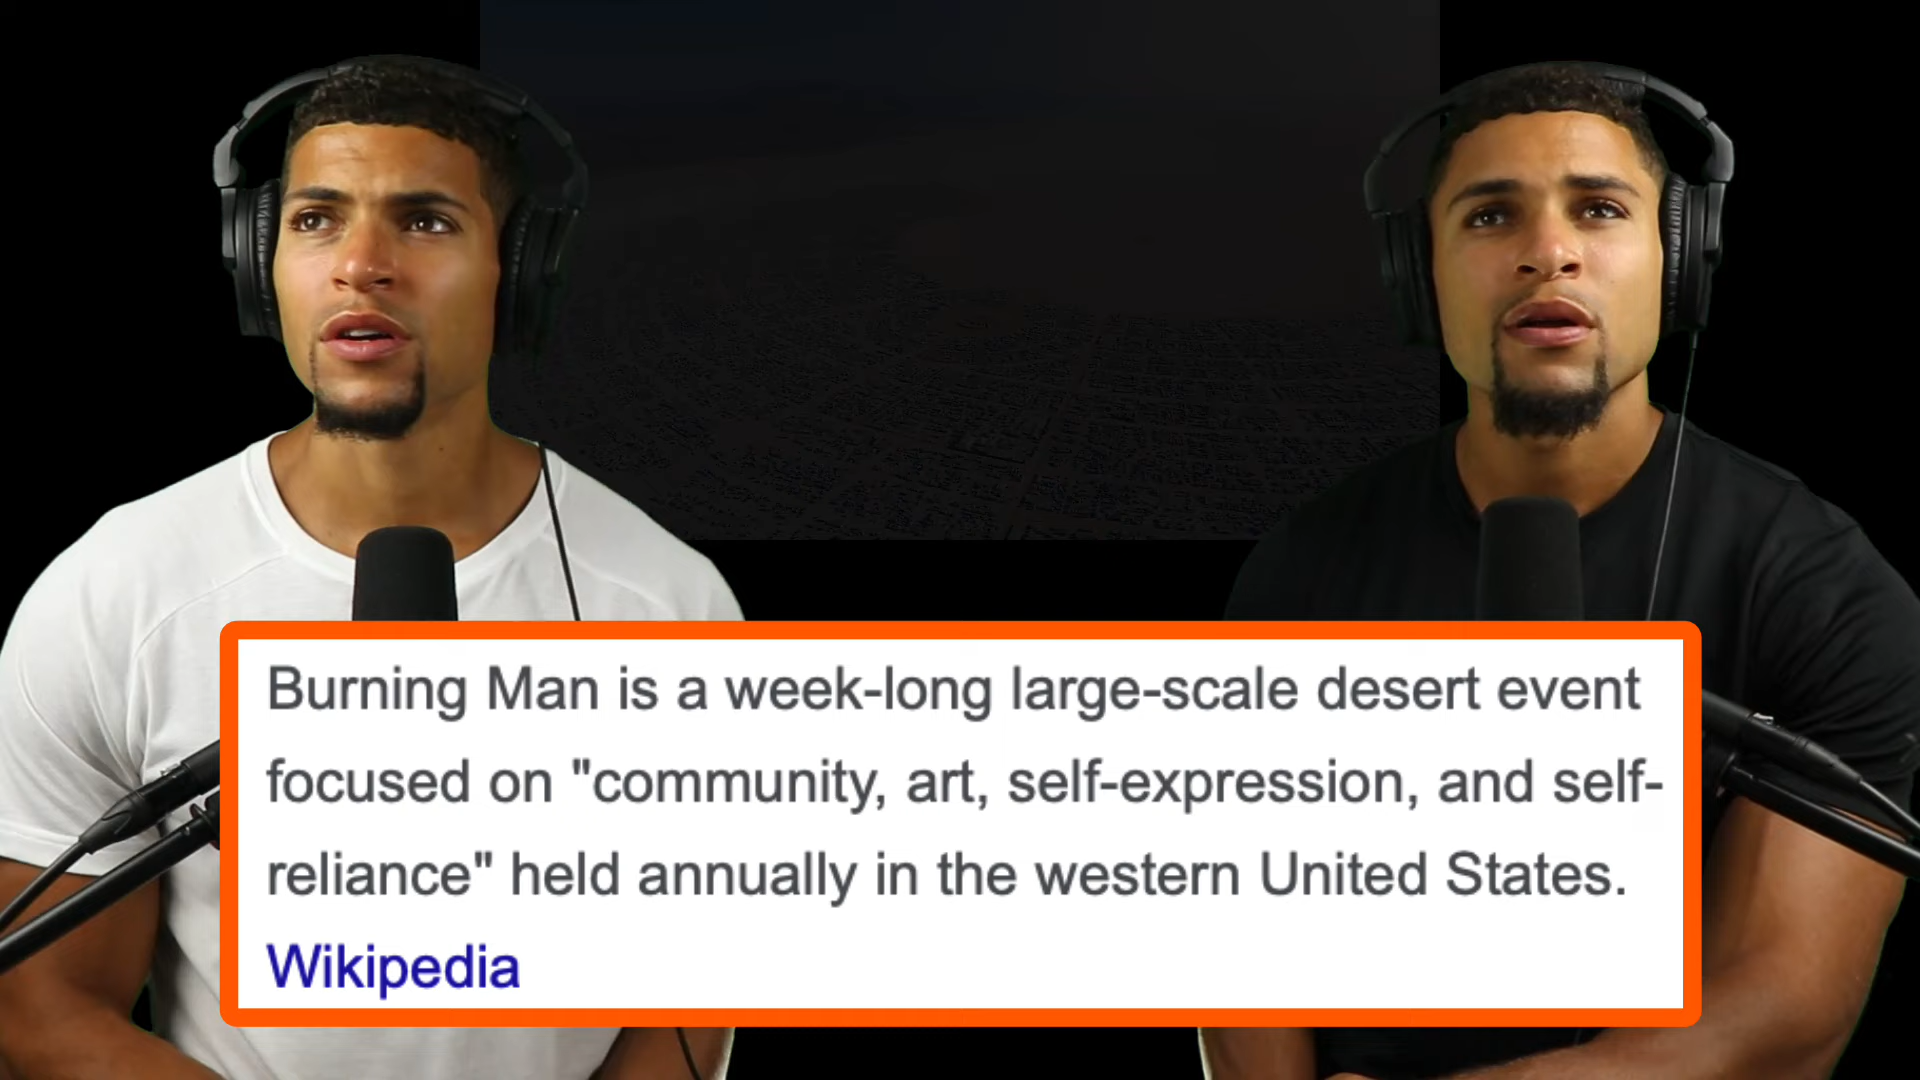 Burning Man is a week-long large-scale desert event
focused on "community, art, self-expression, and self-
reliance" held annually in the western United States.
Wikipedia